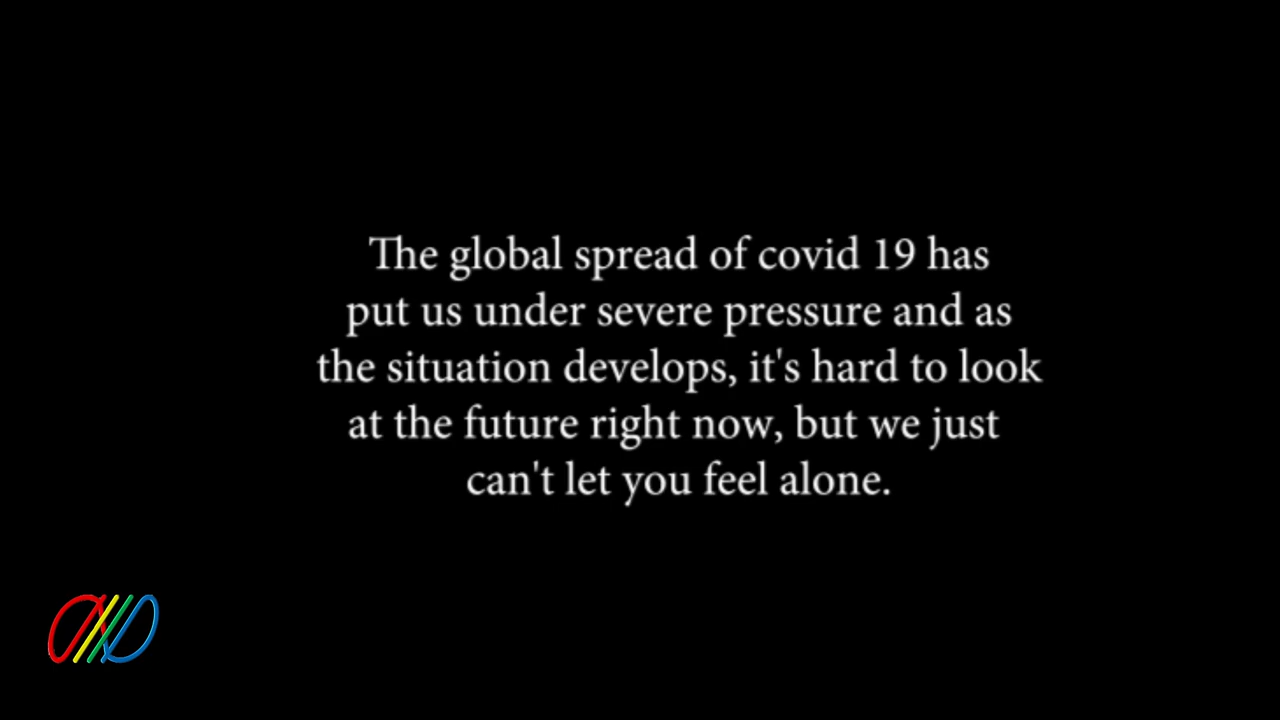 The global spread of covid 19 has
put us under severe pressure and as
the situation develops, it's hard to look
at the future right now, but we just
can't let you feel alone.